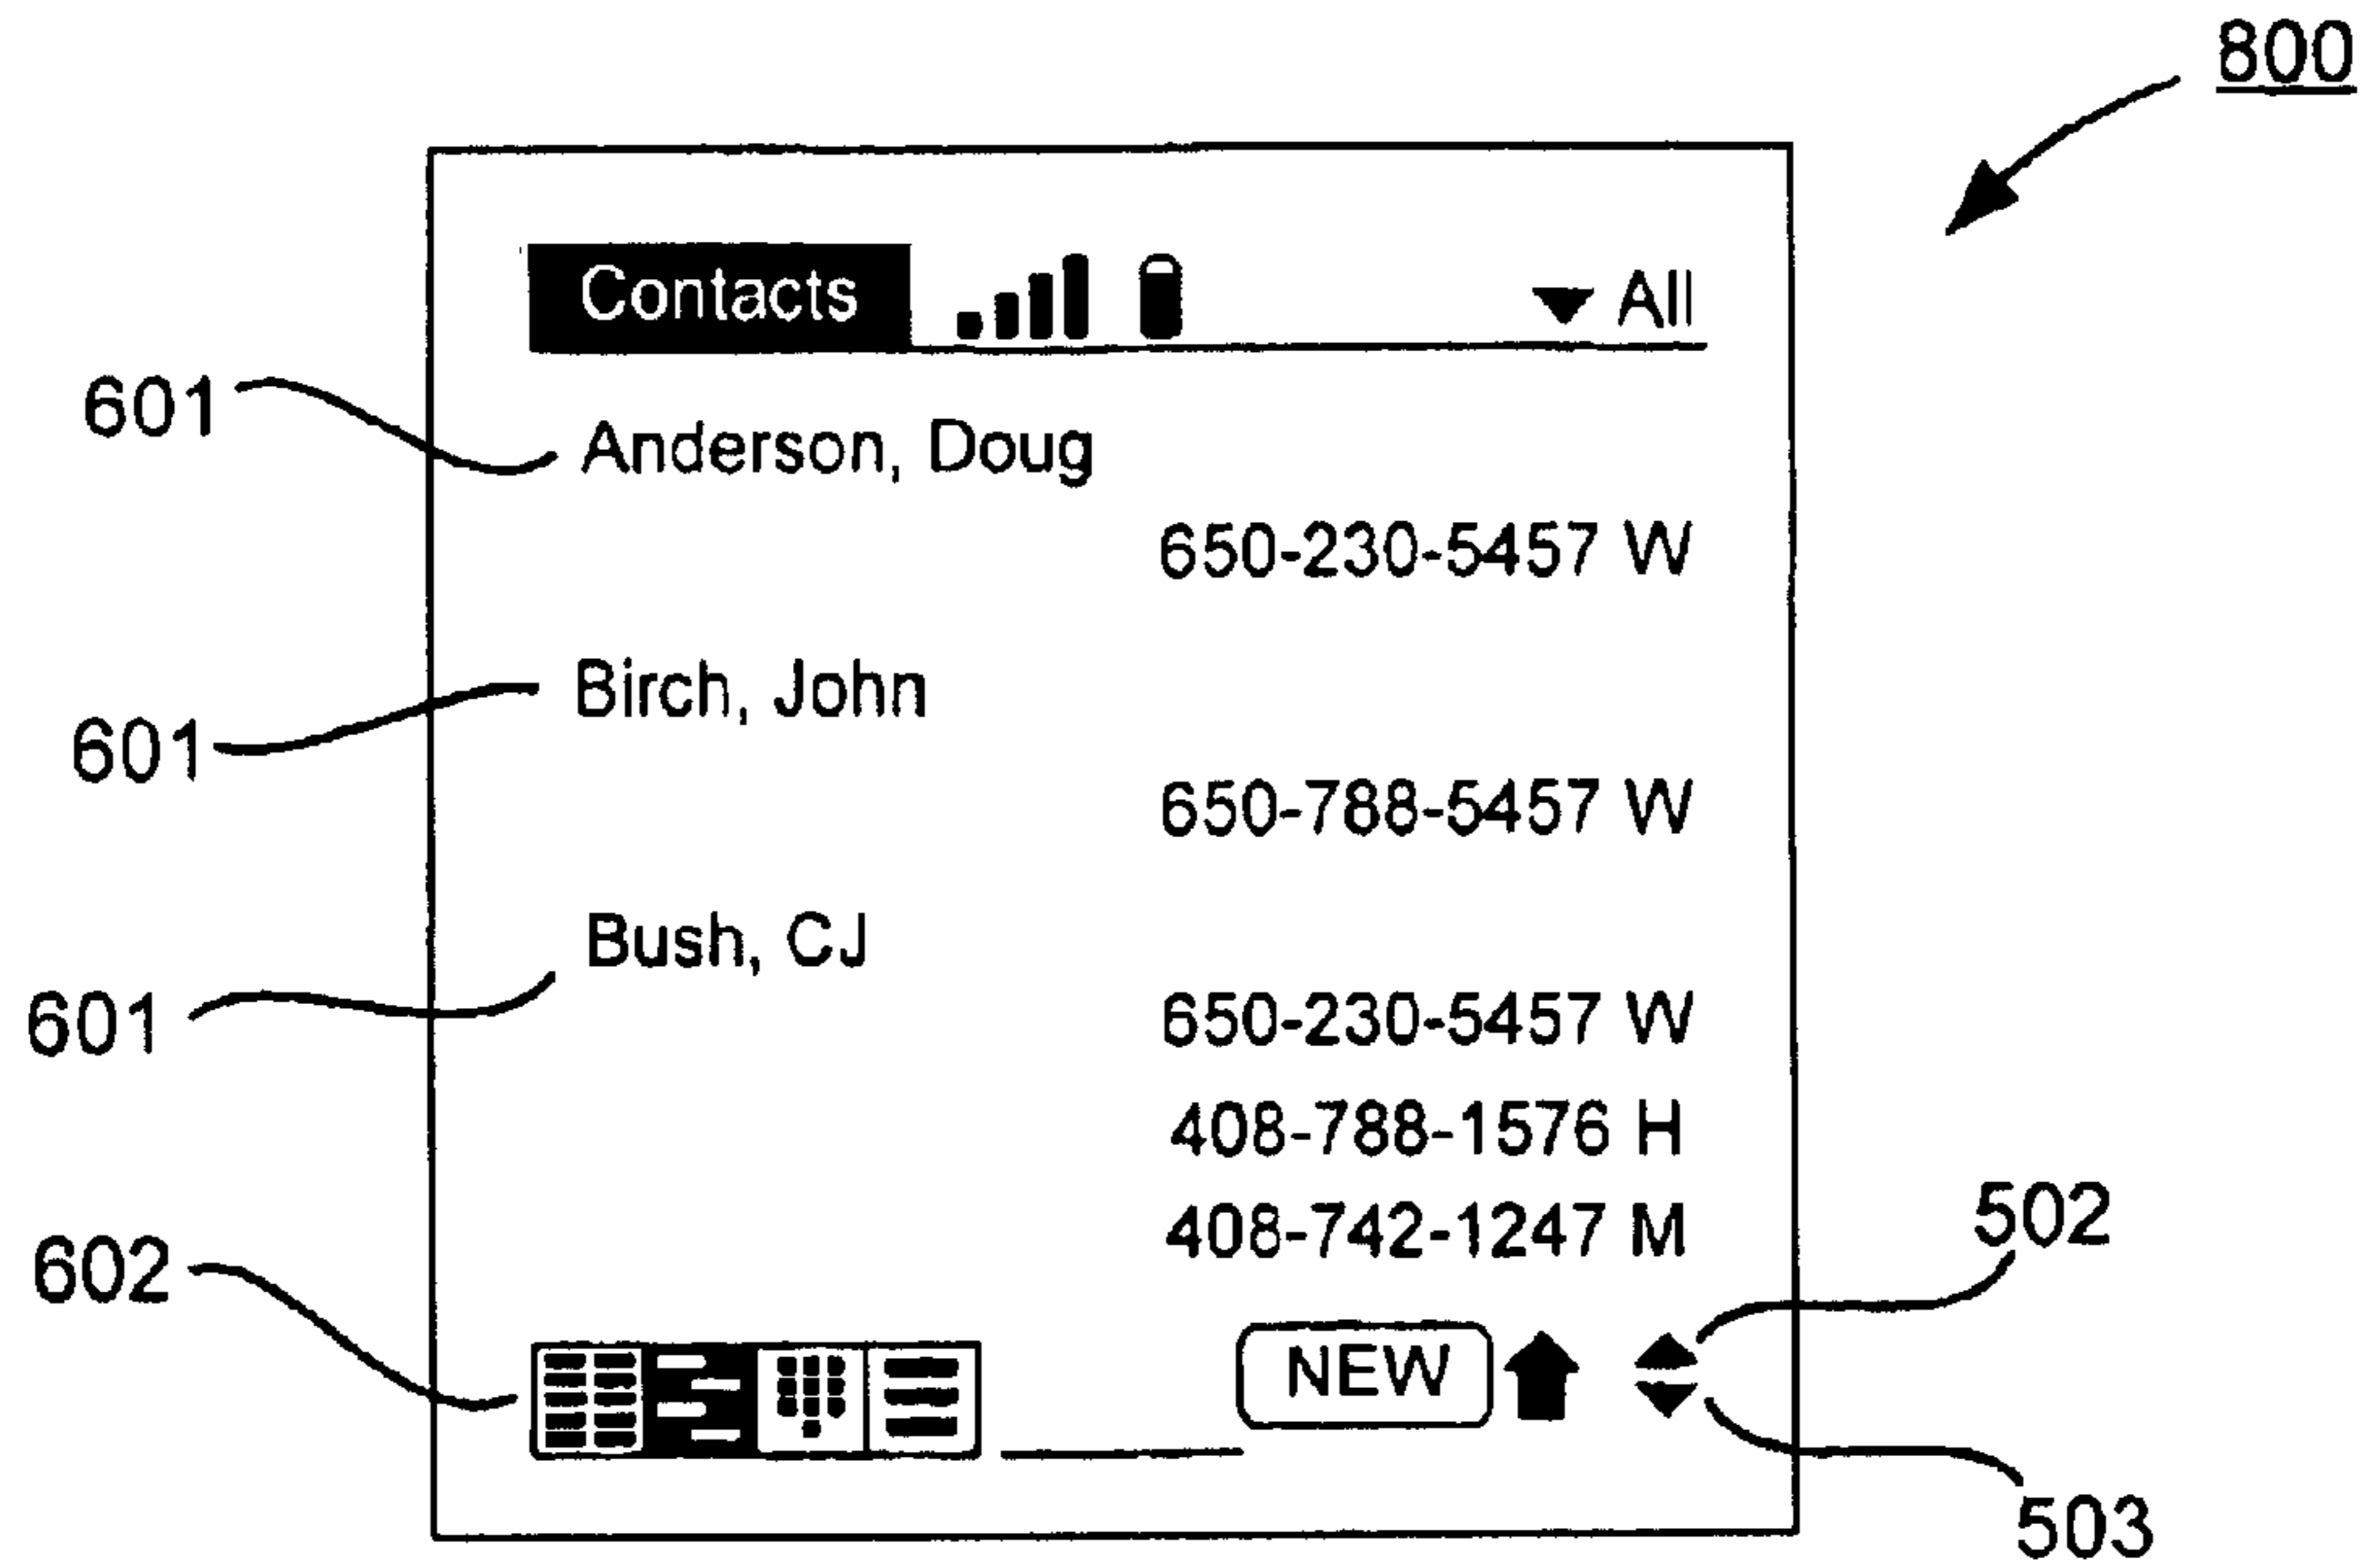 800
Contacts All
601 Anderson, Doug
650-230-5457 W
Birch, John
601
650-788-5457 W
Bush, CJ
601 650-230-5457 W
408-788-1576 H
408-742-1247 M
502
602
NEW
503